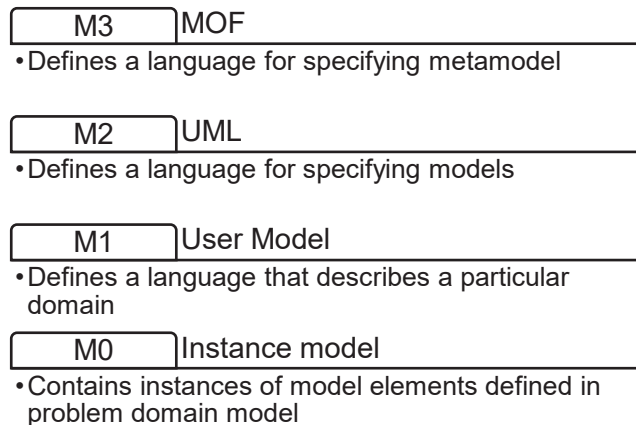 M3 MOF
•Defines a language for specifying metamodel
M2 UML
•Defines a language for specifying models
M1 User Model
•Defines a language that describes a particular
domain
M0 Instance model
•Contains instances of model elements defined in
problem domain model